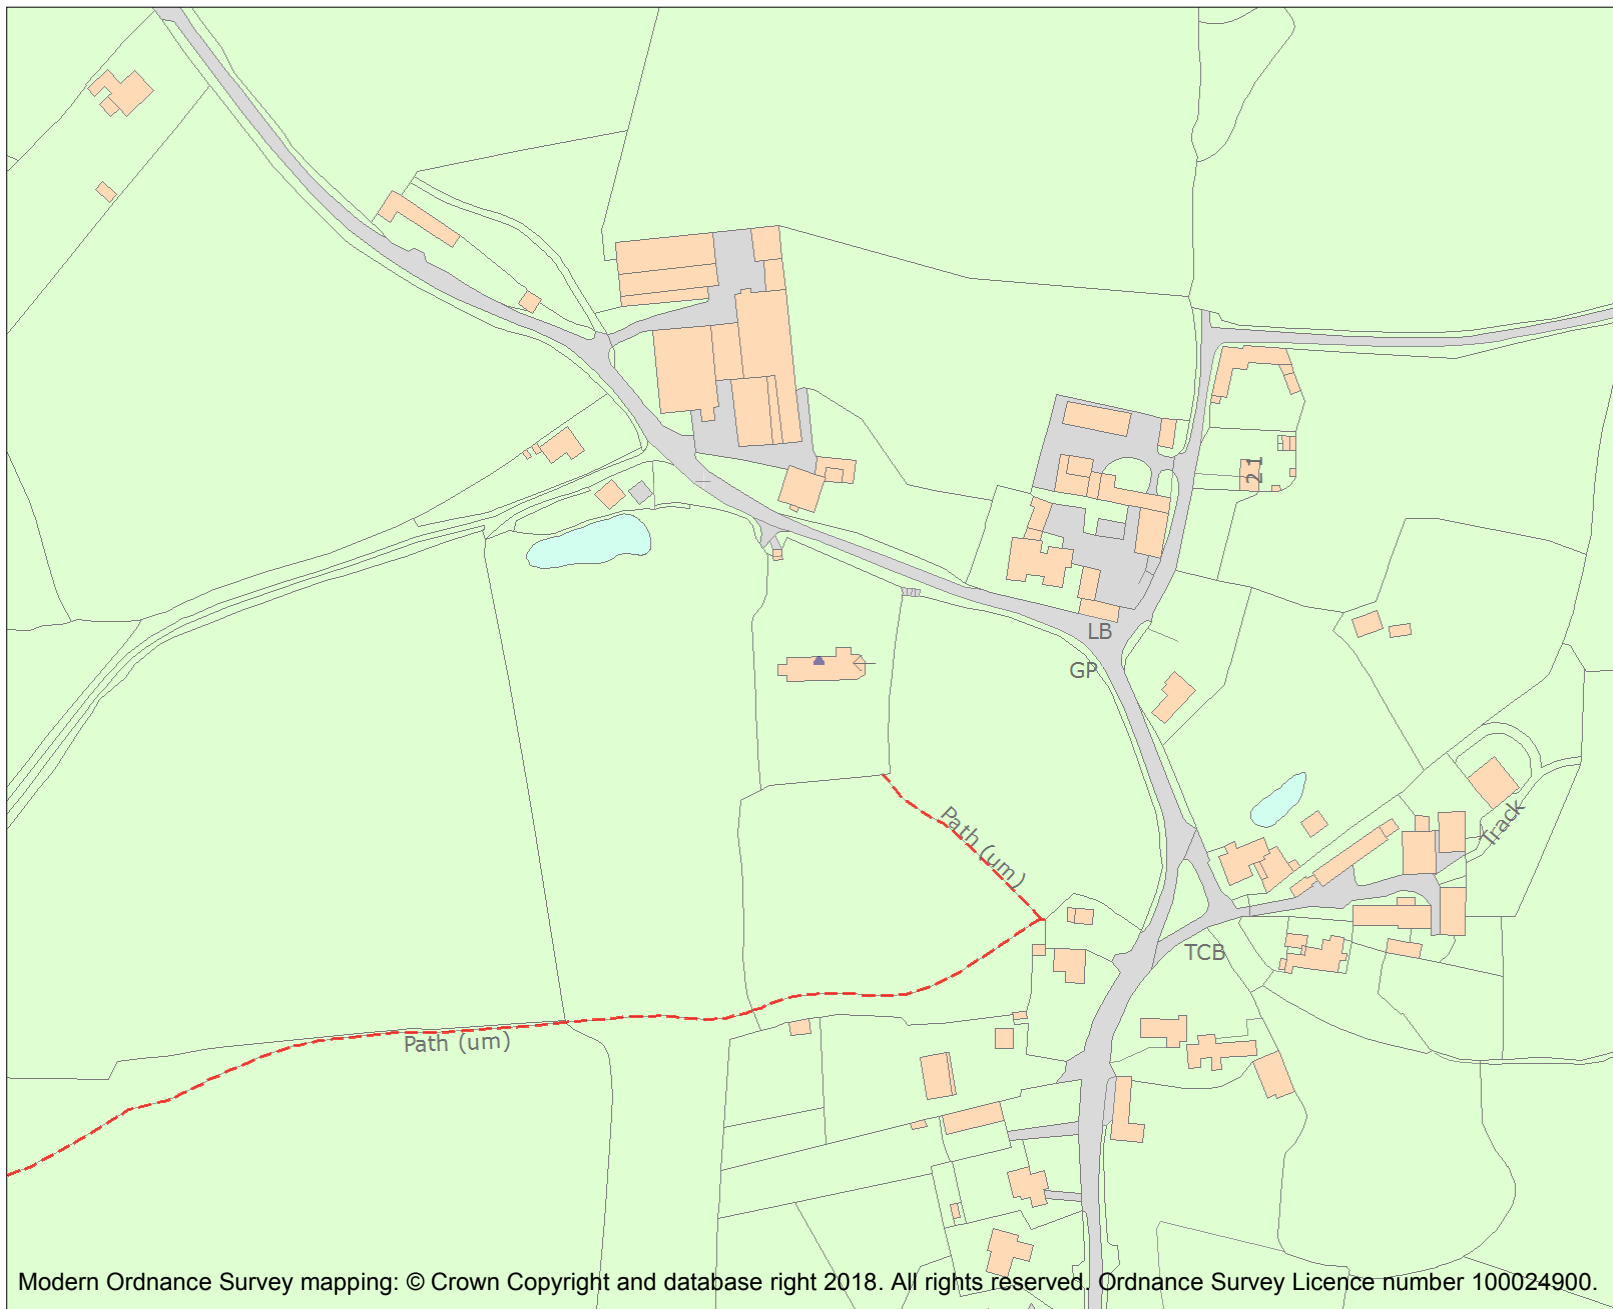 21
LB
GP
Path (um)
Track
TCB
Path (um)
Modern Ordnance Survey mapping: © Crown Copyright and database right 2018. All rights reserved. Ordnance Survey Licence number 100024900.